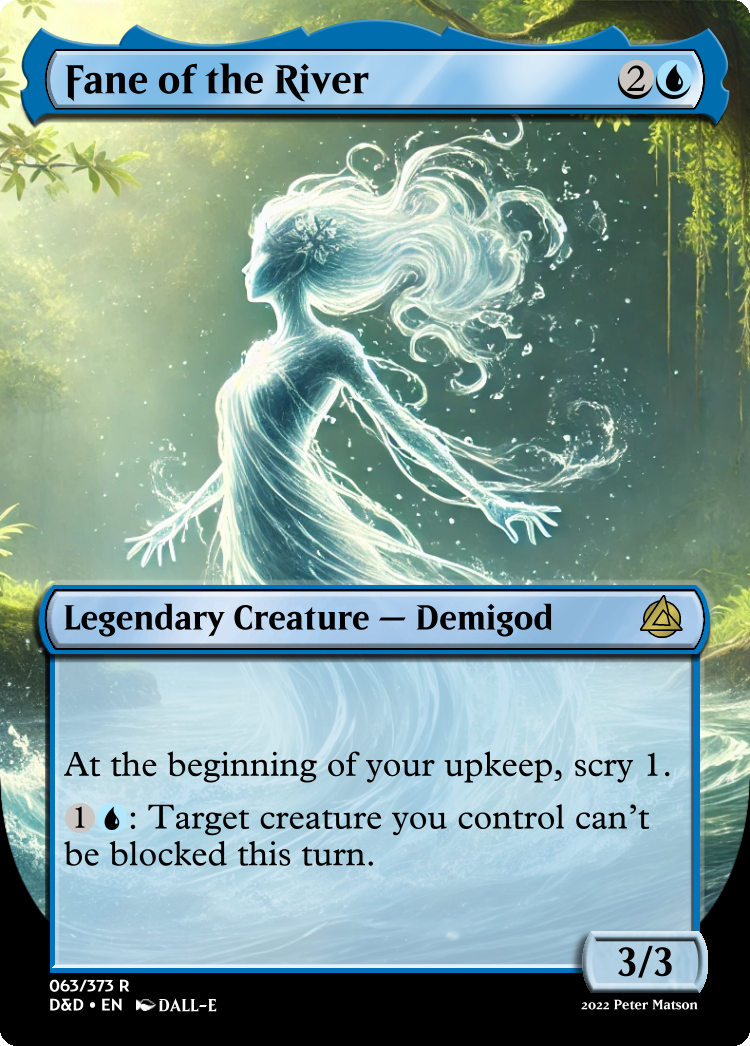 Fane of the River 2
Legendary Creature — Demigod
At the beginning of your upkeep, scry 1.
1 : Target creature you control can't
be blocked this turn.
3/3
063/373 R
D&D • EN DALL-E
2022 Peter Matson